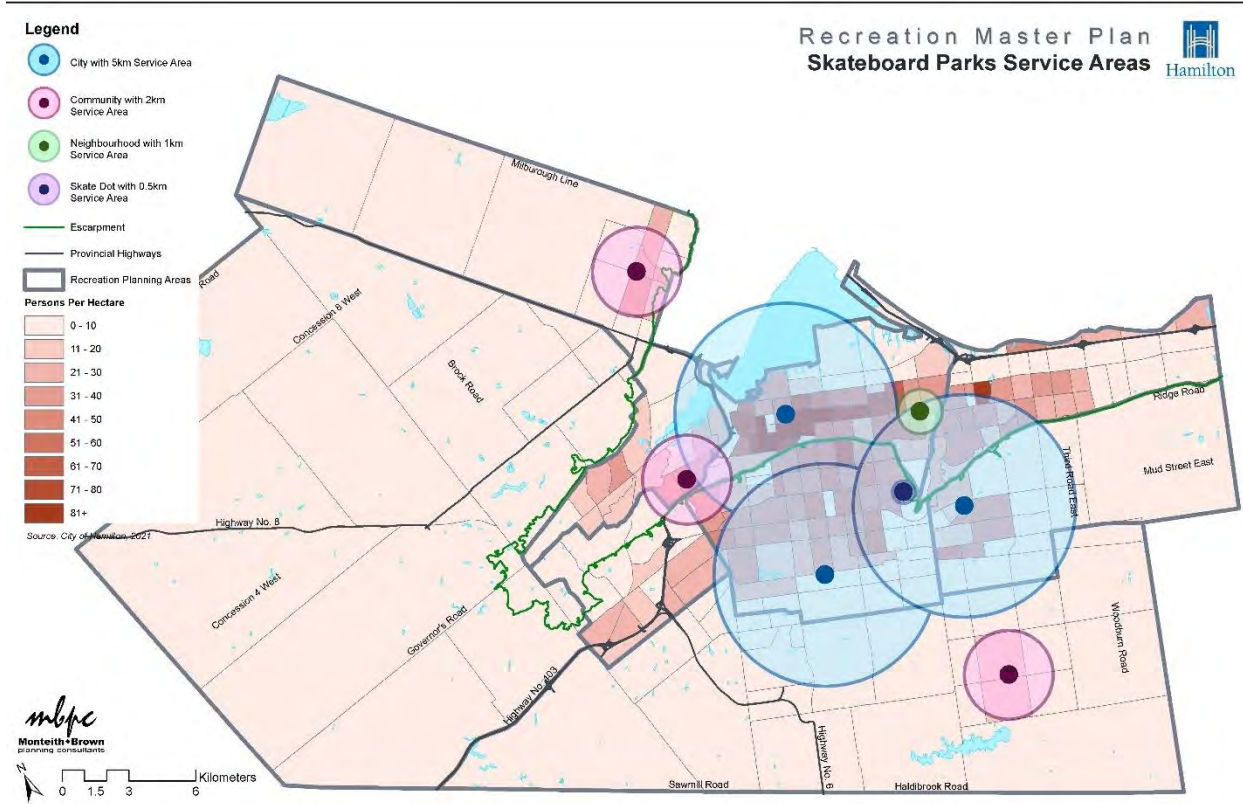 Legend
City with 5km Service Area
Community with 2km
Service Area
Neighbourhood with 1km
Service Area
Skate Dot with 0.5km
Service Area
Escarpment
Provincial Highways
Recreation Planning Areas
Persons Per Hectare
0 - 10
11 - 20
21 - 30
31 - 40
41 - 50
51 - 60
61 - 70
71 - 80
81+
Source: City of Hamilton, 2021
Recreation Master Plan
Skateboard Parks Service Areas
Hamilton
Milburough Line
Road
Concession 8 West
Brock Road
Highway No. 8
Concession 4 West
Governor's Road
Highway No. 403
Ridge Road
Third Road East
Mud Street East
Woodburn Road
Highway No. 6
Sawmill Road
Haldibrook Road
mbpc
Monteith+Brown
planning consultants
N
Kilometers
0 1.5 3 6